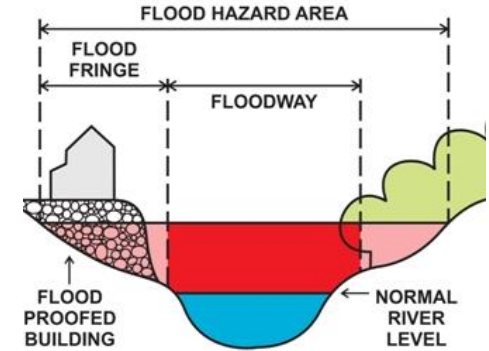 FLOOD HAZARD AREA
FLOOD
FRINGE
FLOODWAY
FLOOD
PROOFED
BUILDING
NORMAL
RIVER
LEVEL